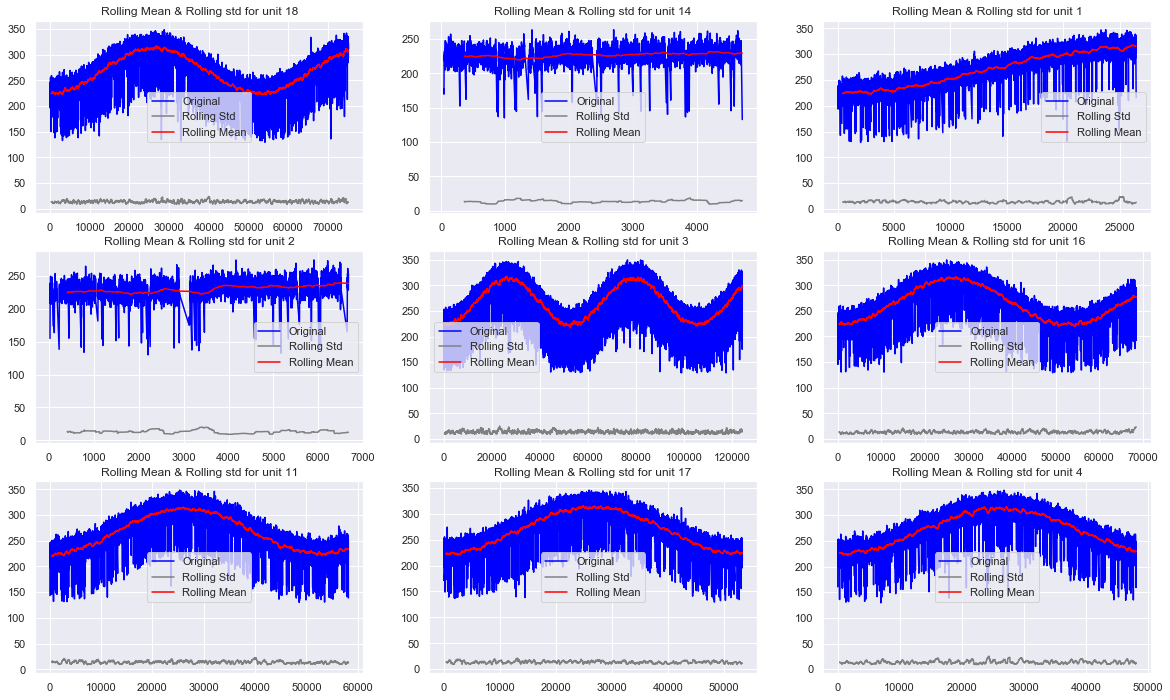 Rolling Mean & Rolling std for unit 18
350
300
250
200
150
100
50
0
Original
Rolling Std
Rolling Mean
0 10000 20000 30000 40000 50000 60000 70000
Rolling Mean & Rolling std for unit 14
250
200
150
100
50
0
Original
Rolling Std
Rolling Mean
0 1000 2000 3000 4000
Rolling Mean & Rolling std for unit 1
350
300
250
200
150
100
50
0
Original
Rolling Std
Rolling Mean
0 5000 10000 15000 20000 25000
Rolling Mean & Rolling std for unit 2
250
200
150
100
50
0
Original
Rolling Std
Rolling Mean
0 1000 2000 3000 4000 5000 6000 7000
Rolling Mean & Rolling std for unit 3
350
300
250
200
150
100
50
0
Original
Rolling Std
Rolling Mean
0 20000 40000 60000 80000 100000 120000
Rolling Mean & Rolling std for unit 16
350
300
250
200
150
100
50
0
Original
Rolling Std
Rolling Mean
0 10000 20000 30000 40000 50000 60000 70000
Rolling Mean & Rolling std for unit 11
350
300
250
200
150
100
50
0
Original
Rolling Std
Rolling Mean
0 10000 20000 30000 40000 50000 60000
Rolling Mean & Rolling std for unit 17
350
300
250
200
150
100
50
0
Original
Rolling Std
Rolling Mean
0 10000 20000 30000 40000 50000
Rolling Mean & Rolling std for unit 4
350
300
250
200
150
100
50
0
Original
Rolling Std
Rolling Mean
0 10000 20000 30000 40000 50000